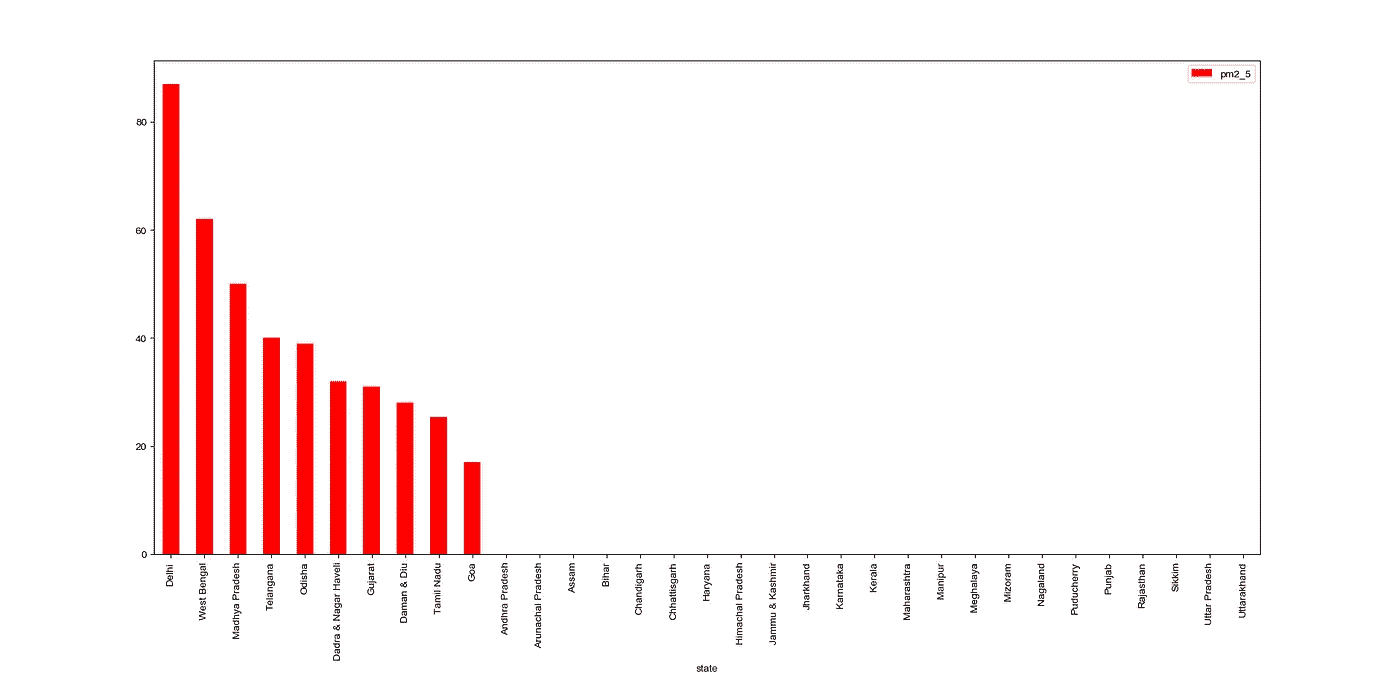 pm2_5
80
60
40
20
0
Delhi
West Bengal
Madhya Pradesh
Telangana
Odisha
Dadra & Nagar Haveli
Gujarat
Daman & Diu
Tamil Nadu
Goa
Andhra Pradesh
Arunachal Pradesh
Assam
Bihar
Chandigarh
Chhattisgarh
Haryana
Himachal Pradesh
Jammu & Kashmir
Jharkhand
Karnataka
Kerala
Maharashtra
Manipur
Meghalaya
Mizoram
Nagaland
Puducherry
Punjab
Rajasthan
Sikkim
Uttar Pradesh
Uttarakhand
state